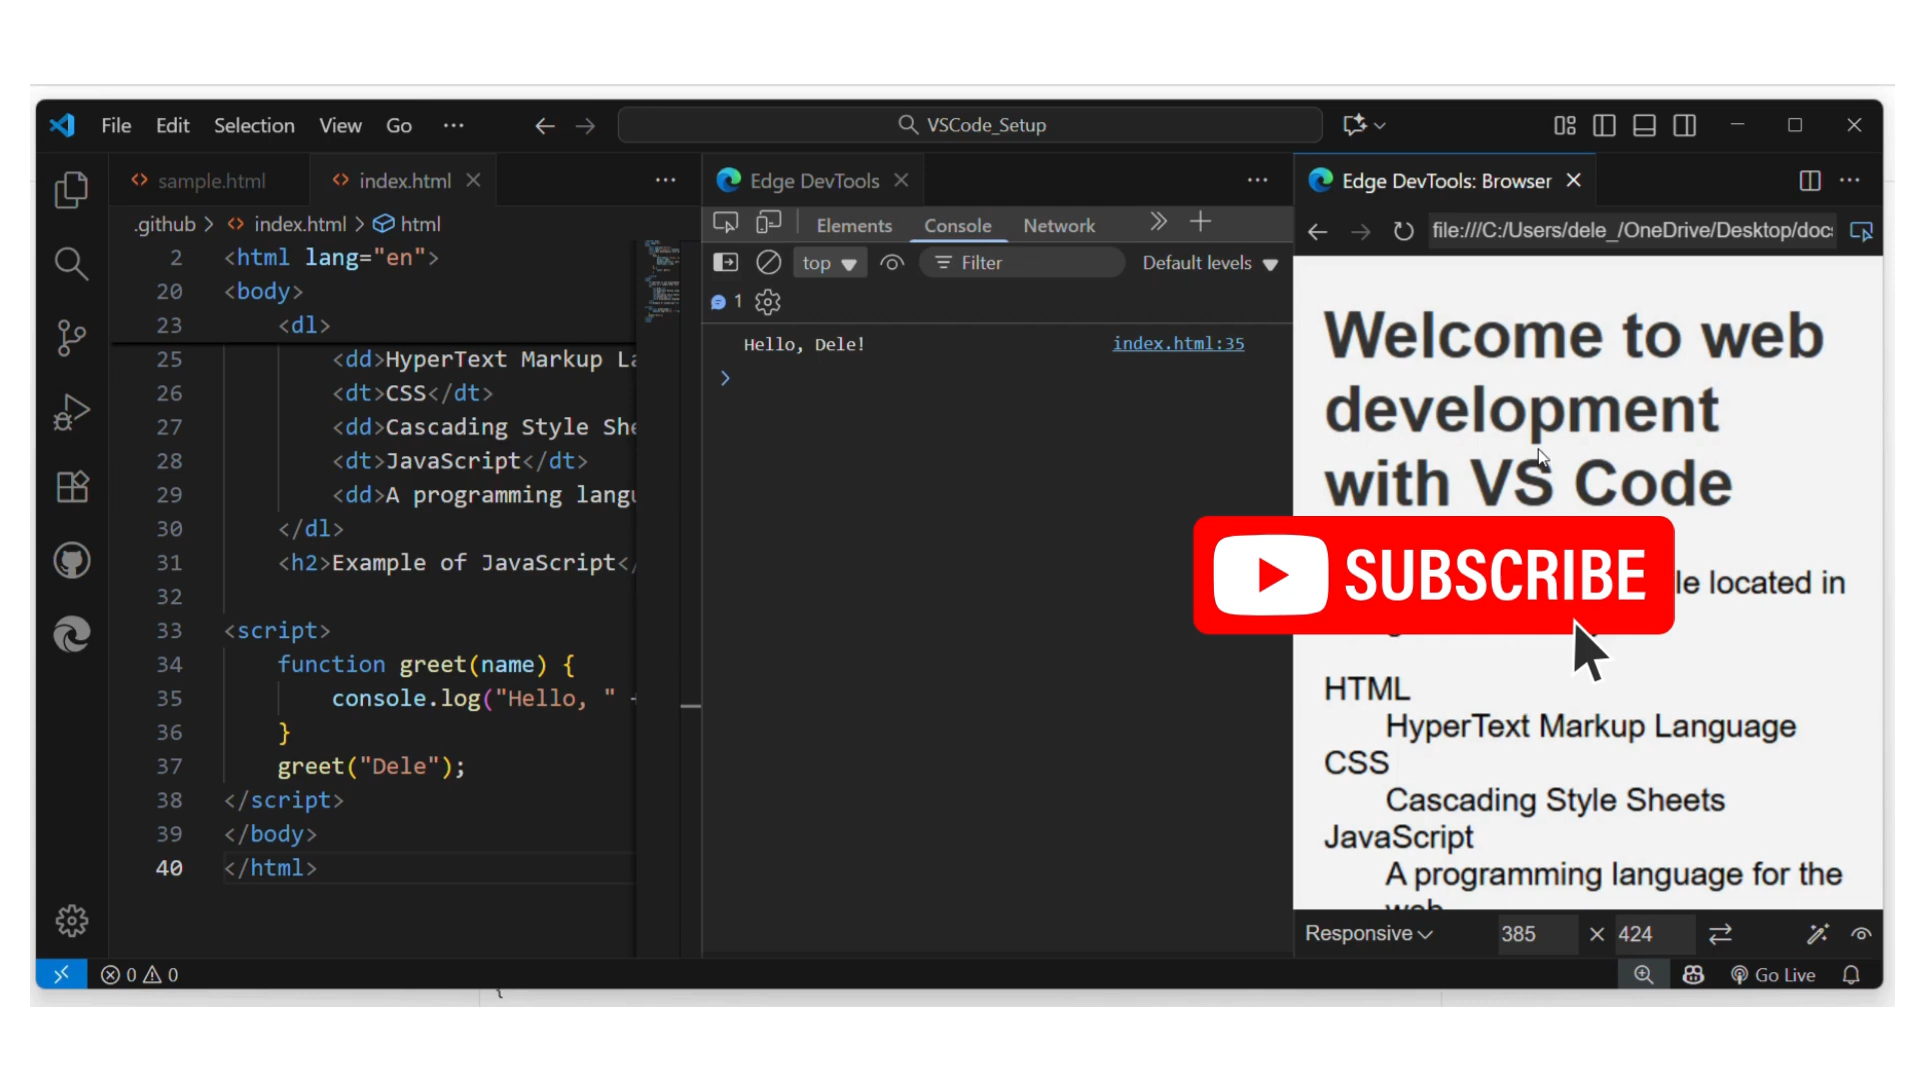 File Edit Selection View Go ··· VSCode_Setup
sample.html index.html ···
.github > index.html > html
2 <html lang="en">
20 <body>
23 <dl>
25 <dd>HyperText Markup
26 <dt>CSS</dt>
27 <dd>Cascading Style
28 <dt>JavaScript</dt>
29 <dd>A programming
30 </dl>
31 <h2>Example of JavaScript</
32
33 <script>
34 function greet(name) {
35 console.log("Hello, " +
36 }
37 greet("Dele");
38 </script>
39 </body>
40 </html>
Edge DevTools ···
Elements Console Network
top Filter Default levels
1
Hello, Dele! index.html:35
>
Edge DevTools: Browser ···
file:///C:/Users/dele_/OneDrive/Desktop/doc
Welcome to web
development
with VS Code
SUBSCRIBE
located in
HTML
HyperText Markup Language
CSS
Cascading Style Sheets
JavaScript
A programming language for the
Responsive 385 × 424
0 0 Go Live